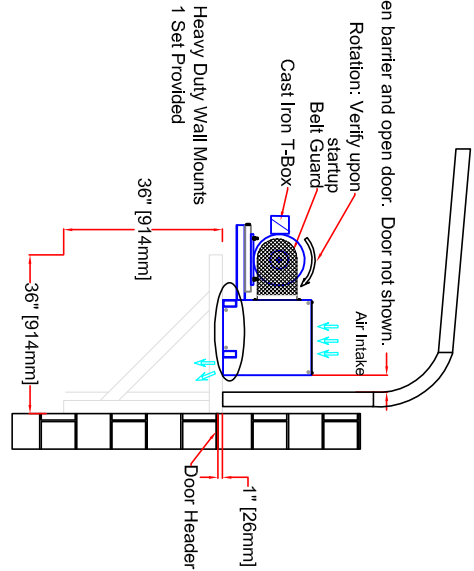 en barrier and open door.  Door not shown.
Rotation: Verify upon
startup
Belt Guard
Cast Iron T-Box
Air Intake
Heavy Duty Wall Mounts
1 Set Provided
36" [914mm]
36" [914mm]
1" [26mm]
Door Header